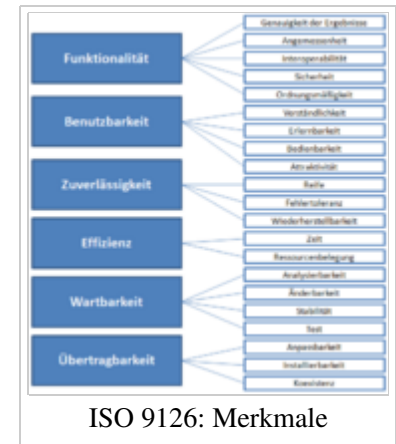 Funktionalität
Genauigkeit der Ergebnisse
Angemessenheit
Interoperabilität
Sicherheit
Ordnungsmäßigkeit
Benutzbarkeit
Verständlichkeit
Erlernbarkeit
Bedienbarkeit
Attraktivität
Zuverlässigkeit
Reife
Fehlertoleranz
Wiederherstellbarkeit
Effizienz
Zeit
Ressourcenbelegung
Wartbarkeit
Analysierbarkeit
Änderbarkeit
Stabilität
Test
Übertragbarkeit
Anpassbarkeit
Installierbarkeit
Koexistenz
ISO 9126: Merkmale